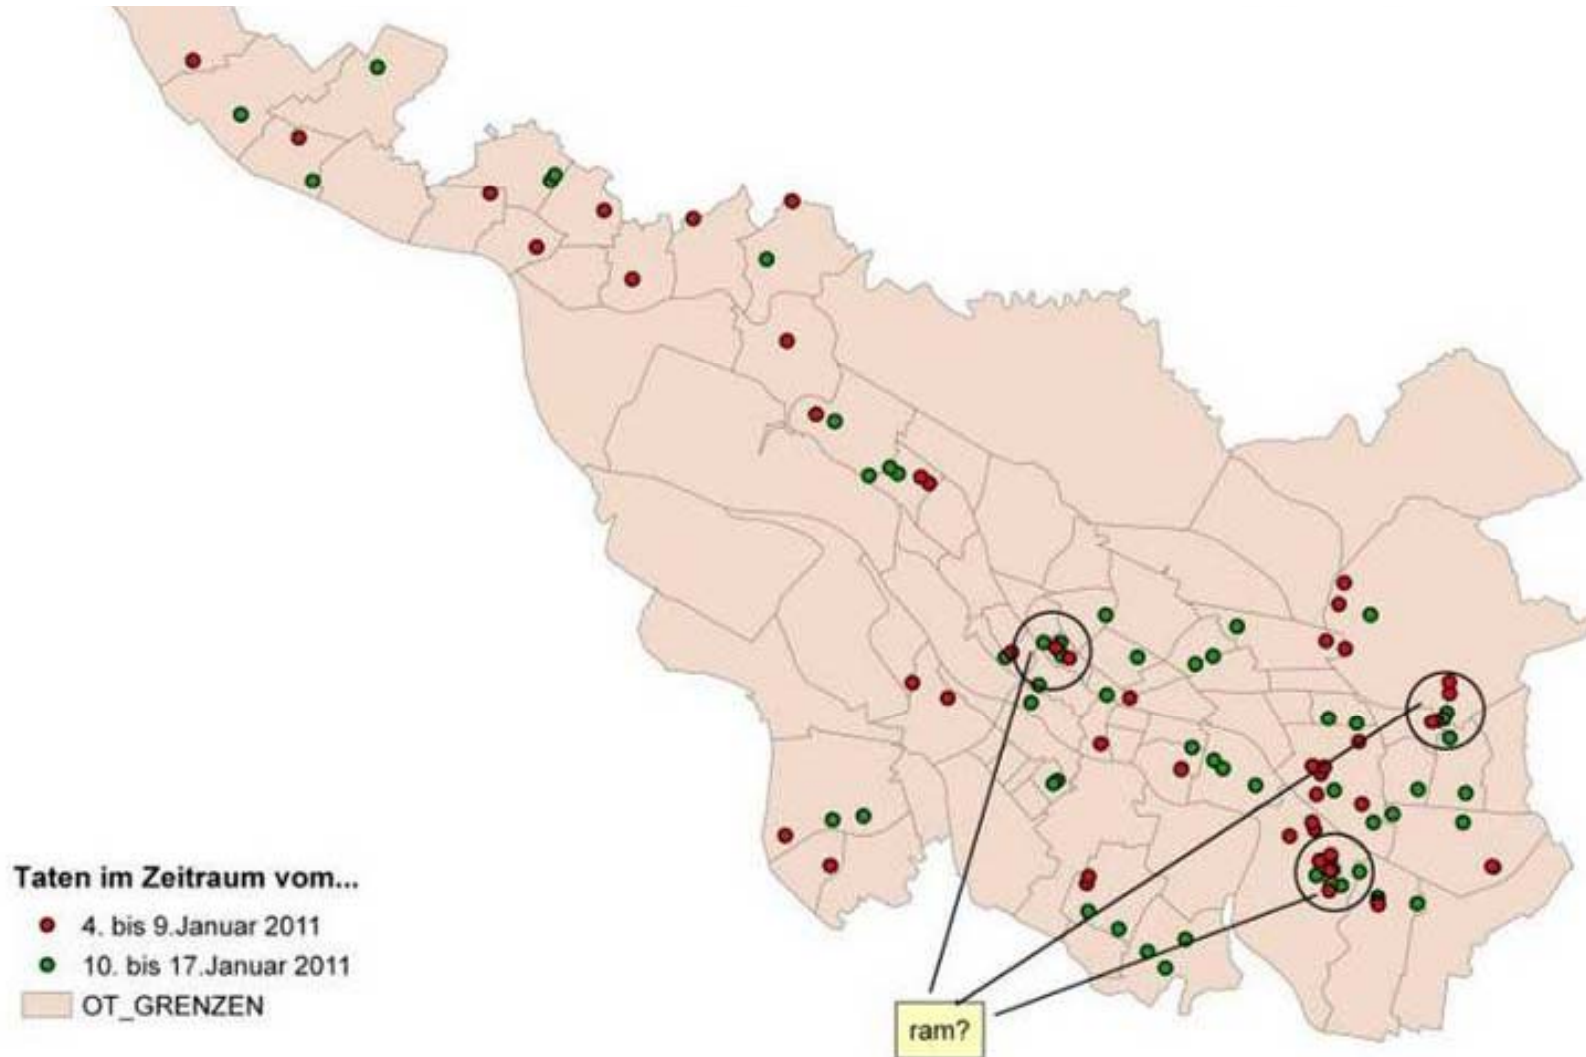 Taten im Zeitraum vom...
4. bis 9.Januar 2011
10. bis 17.Januar 2011
OT_GRENZEN
ram?